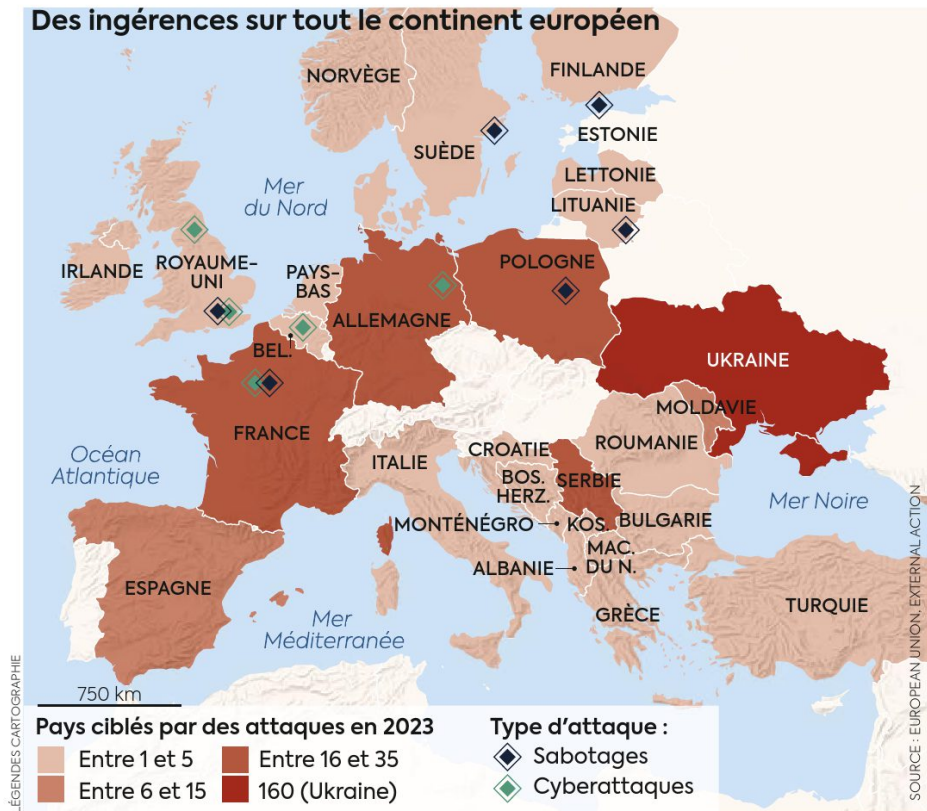 Des ingérences sur tout le continent européen
NORVÈGE
FINLANDE
SUÈDE
ESTONIE
LETTONIE
LITUANIE
Mer
du Nord
IRLANDE
ROYAUME-
UNI
PAYS-
BAS
POLOGNE
ALLEMAGNE
BEL.
UKRAINE
FRANCE
MOLDAVIE
Océan
Atlantique
ITALIE
CROATIE
ROUMANIE
BOS.
HERZ.
SERBIE
Mer Noire
MONTÉNÉGRO
KOS.
BULGARIE
ALBANIE
MAC.
DU N.
ESPAGNE
GRÈCE
TURQUIE
Mer
Méditerranée
750 km
Pays ciblés par des attaques en 2023
Entre 1 et 5
Entre 6 et 15
Entre 16 et 35
160 (Ukraine)
Type d'attaque :
Sabotages
Cyberattaques
LÉGENDES CARTOGRAPHIE
SOURCE : EUROPEAN UNION, EXTERNAL ACTION